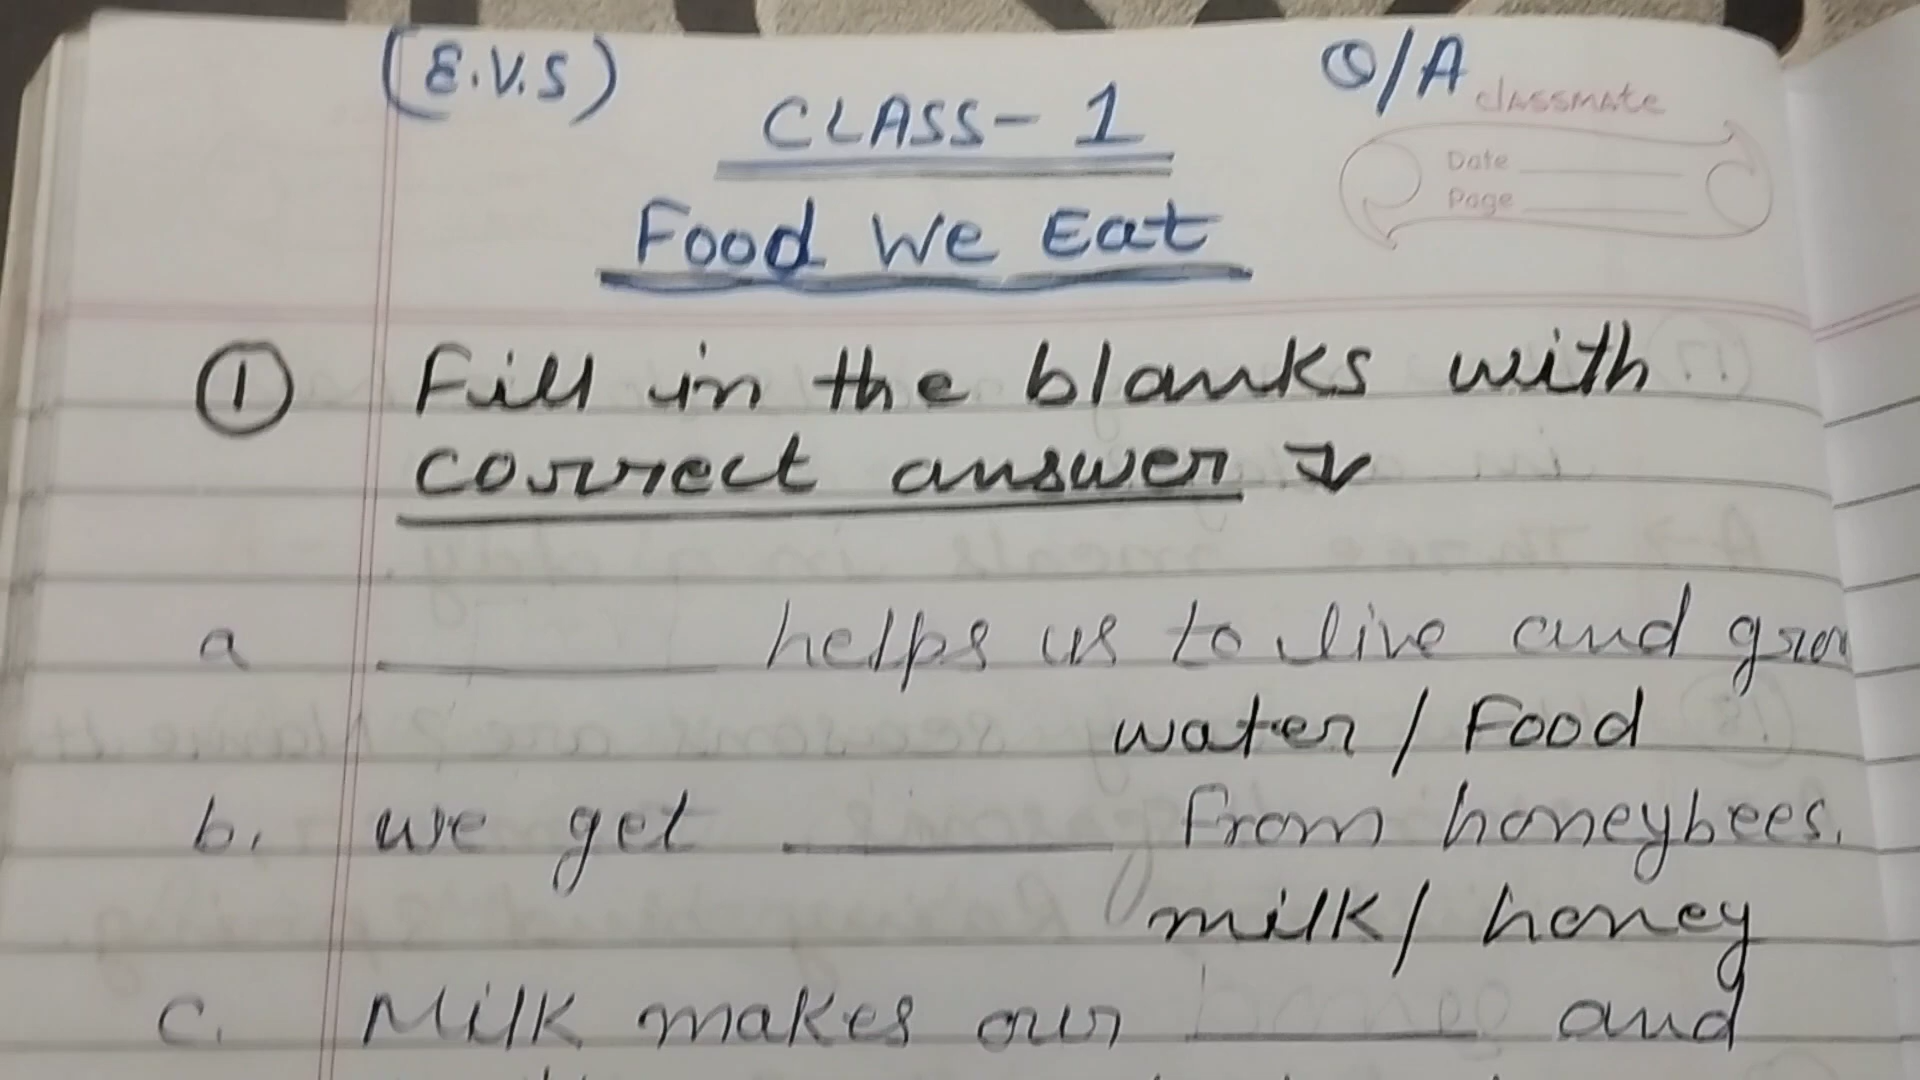 (E.V.S)
Q/A
classmate
CLASS- 1
Date
Page
Food We Eat
① Fill in the blanks with
correct answer
a ______ helps us to live and grow
water / Food
b. we get ______ from honeybees.
milk / honey
c. Milk makes our ______ and